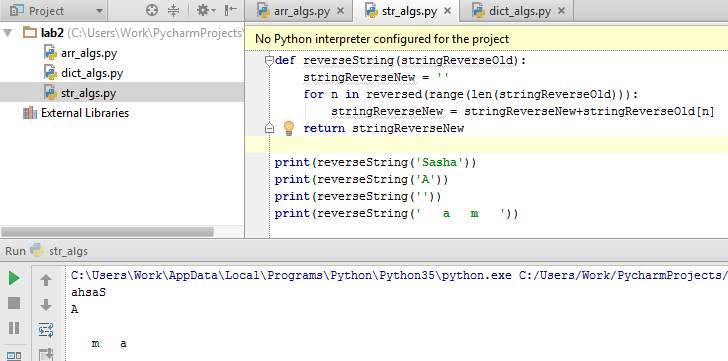 Project
arr_algs.py
str_algs.py
dict_algs.py
lab2 (C:\Users\Work\PycharmProjects\
arr_algs.py
dict_algs.py
str_algs.py
External Libraries
No Python interpreter configured for the project
def reverseString(stringReverseOld):
    stringReverseNew = ''
    for n in reversed(range(len(stringReverseOld))):
        stringReverseNew = stringReverseNew+stringReverseOld[n]
    return stringReverseNew
print(reverseString('Sasha'))
print(reverseString('A'))
print(reverseString(''))
print(reverseString('   a   m   '))
Run str_algs
C:\Users\Work\AppData\Local\Programs\Python\Python35\python.exe C:/Users/Work/PycharmProjects/
ahsaS
A
   m   a